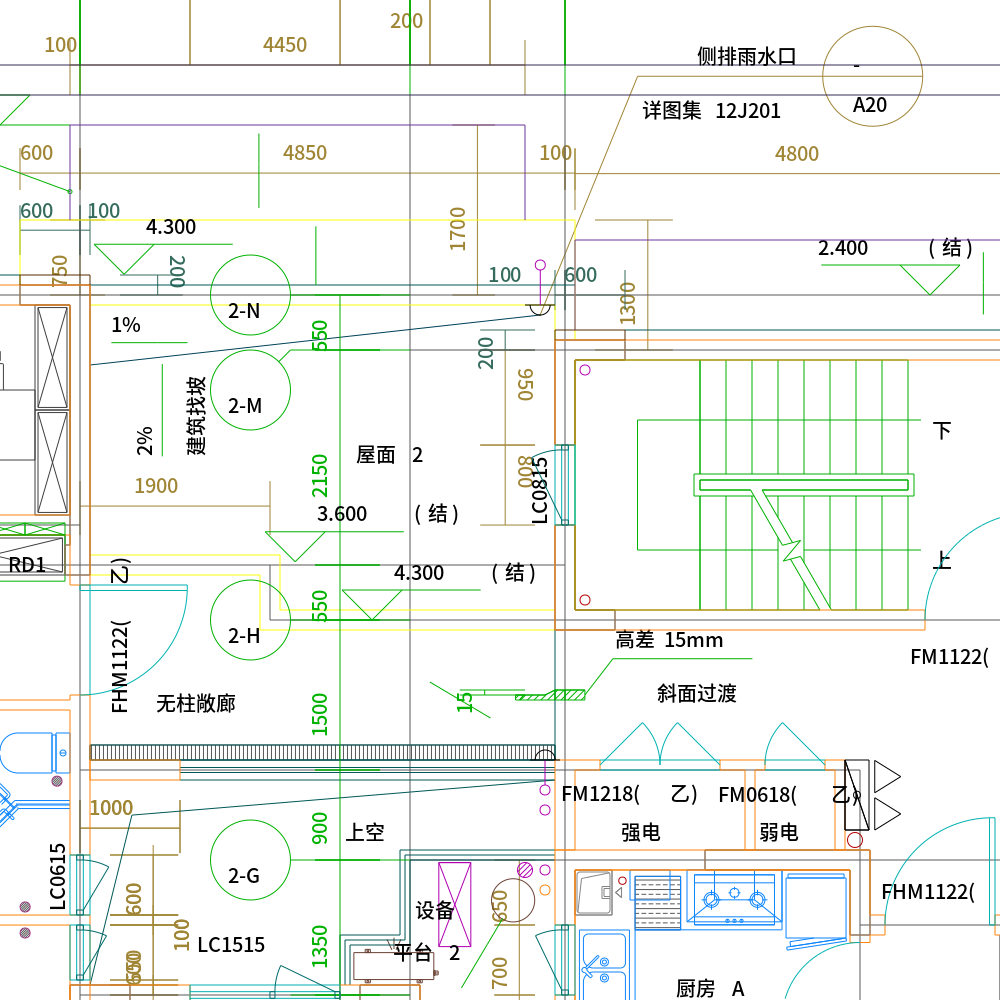 200
100
4450
侧排雨水口
-
A20
详图集 12J201
600
4850
100
4800
600
100
4.300
1700
2.400 (结)
750
200
100
600
1300
2-N
1%
550
200
2-M
950
2%
建筑找坡
下
屋面 2
1900
2150
800
LC0815
3.600 (结)
上
RD1
4.300 (结)
550
2-H
FHM1122(乙)
高差 15mm
FM1122(
斜面过渡
无柱敞廊
15
1500
FM1218( 乙)
FM0618( 乙)
1000
900
上空
强电
弱电
LC0615
2-G
600
650
设备
FHM1122(
100
LC1515
1350
平台 2
700
600
厨房 A